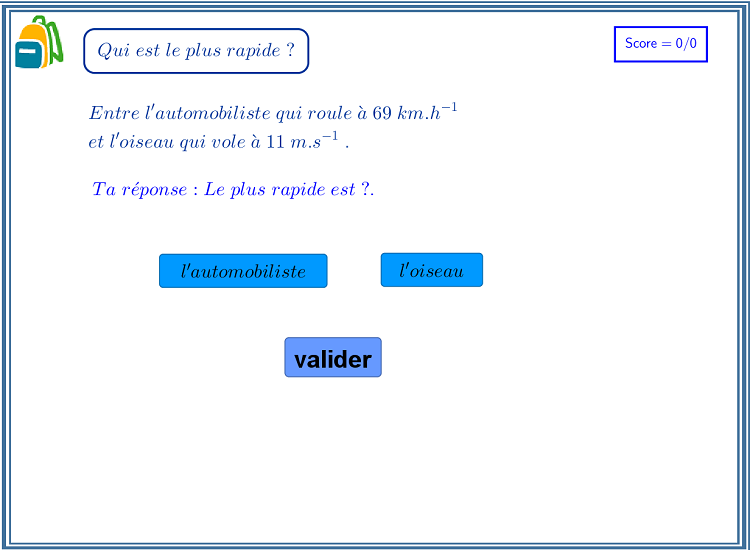 Qui est le plus rapide ?
Score = 0/0
Entre l'automobiliste qui roule à 69 km.h⁻¹
et l'oiseau qui vole à 11 m.s⁻¹ .
Ta réponse : Le plus rapide est ?.
l'automobiliste
l'oiseau
valider